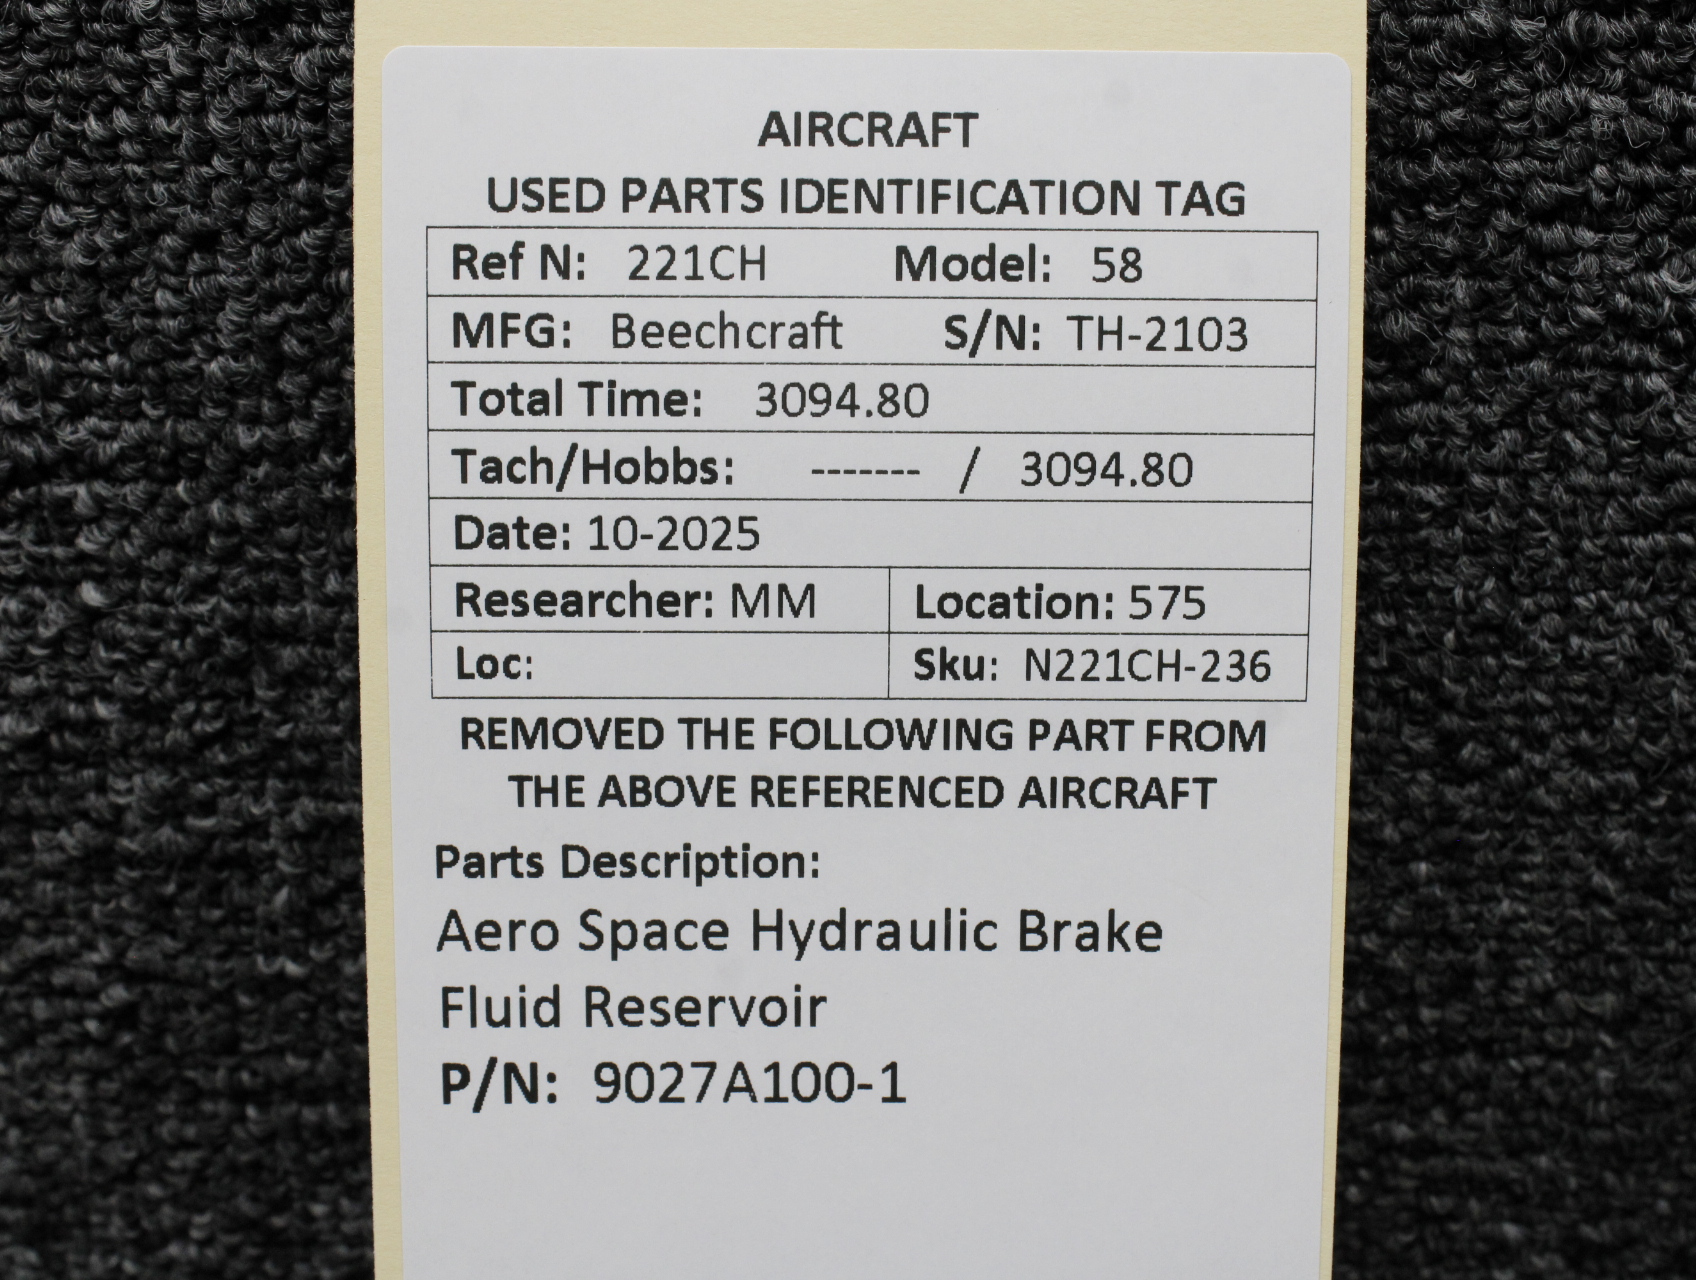 AIRCRAFT
USED PARTS IDENTIFICATION TAG
Ref N: 221CH Model: 58
MFG: Beechcraft S/N: TH-2103
Total Time: 3094.80
Tach/Hobbs: ------- / 3094.80
Date: 10-2025
Researcher: MM Location: 575
Loc: Sku: N221CH-236
REMOVED THE FOLLOWING PART FROM
THE ABOVE REFERENCED AIRCRAFT
Parts Description:
Aero Space Hydraulic Brake
Fluid Reservoir
P/N: 9027A100-1